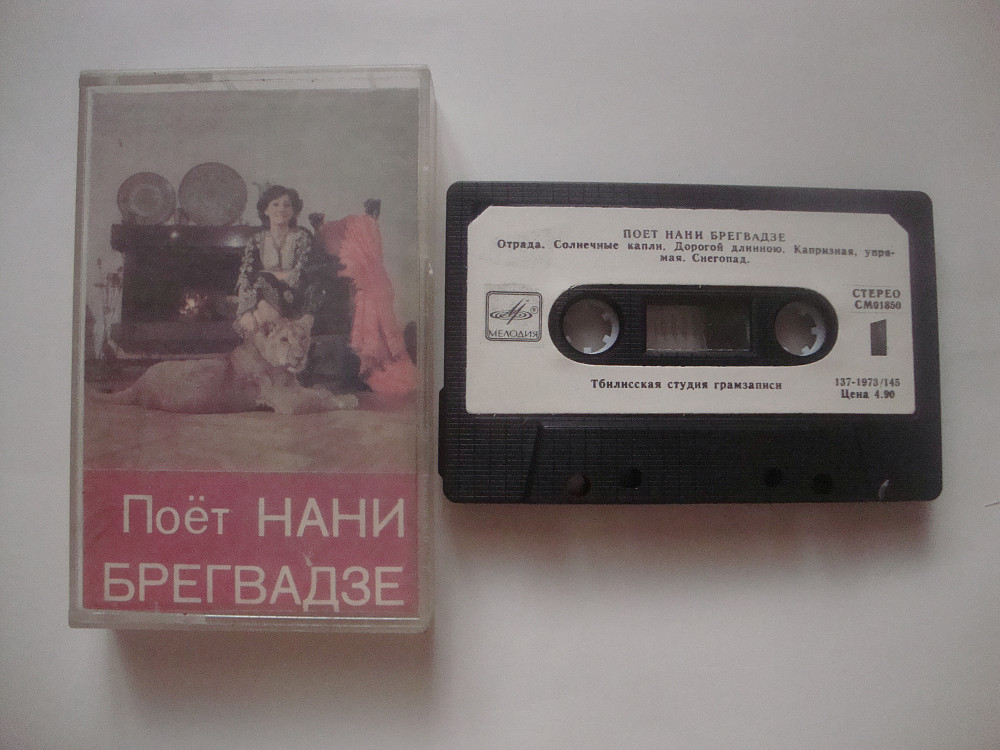 Поёт НАНИ
БРЕГВАДЗЕ
ПОЕТ НАНИ БРЕГВАДЗЕ
Отрада. Солнечные капли. Дорогой длинною. Капризная, упря-
мая. Снегопад.
МЕЛОДИЯ
СТЕРЕО
СМ01850
1
Тбилисская студия грамзаписи
137-1973/145
Цена 4.90